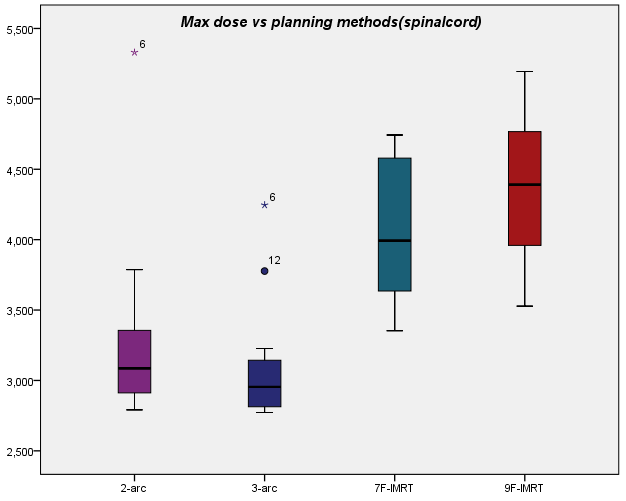 Max dose vs planning methods(spinalcord)
5,500
5,000
4,500
4,000
3,500
3,000
2,500
6
6
12
2-arc
3-arc
7F-IMRT
9F-IMRT